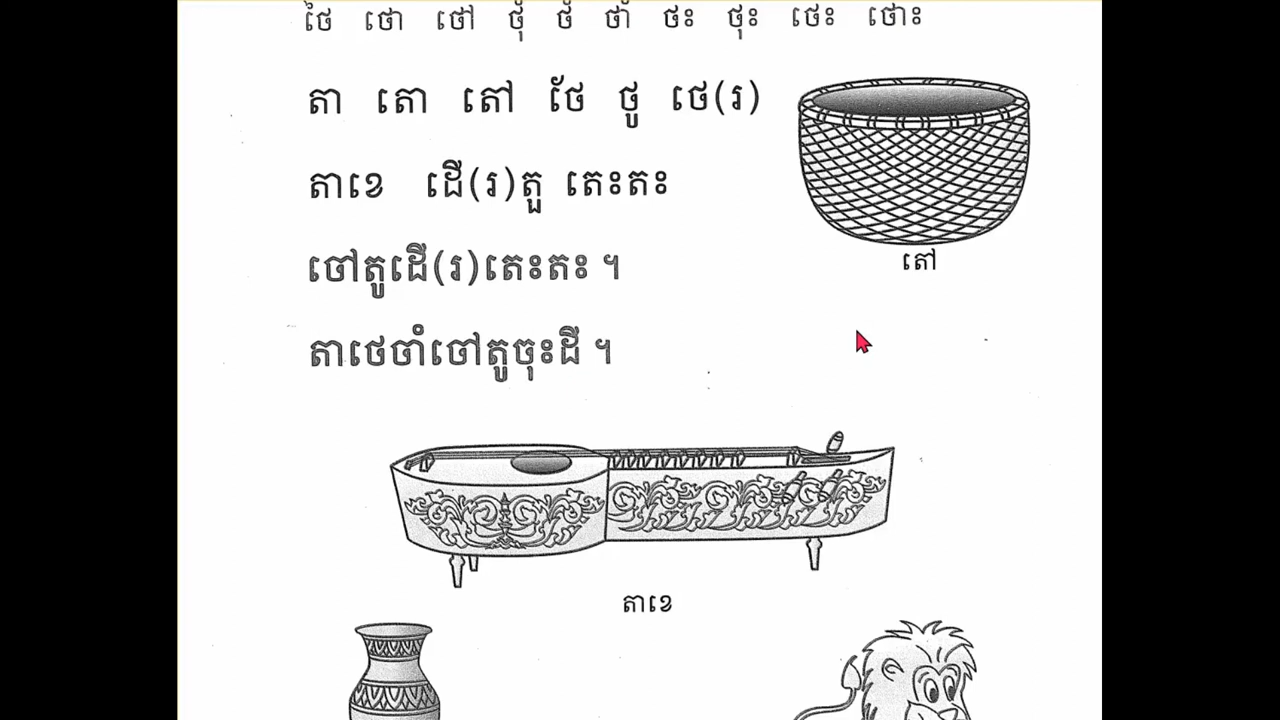 ថៃ ថោ ថៅ ថុំ ថំ ថាំ ថះ ថុះ ថេះ ថោះ
តា តោ តៅ ថែ ថូ ថេ(រ)
តាខេ ដើ(រ)តួ តេះតះ
តៅ
ចៅតូដើ(រ)តេះតះ ។
តាថេចាំចៅតូចុះដី ។
តាខេ